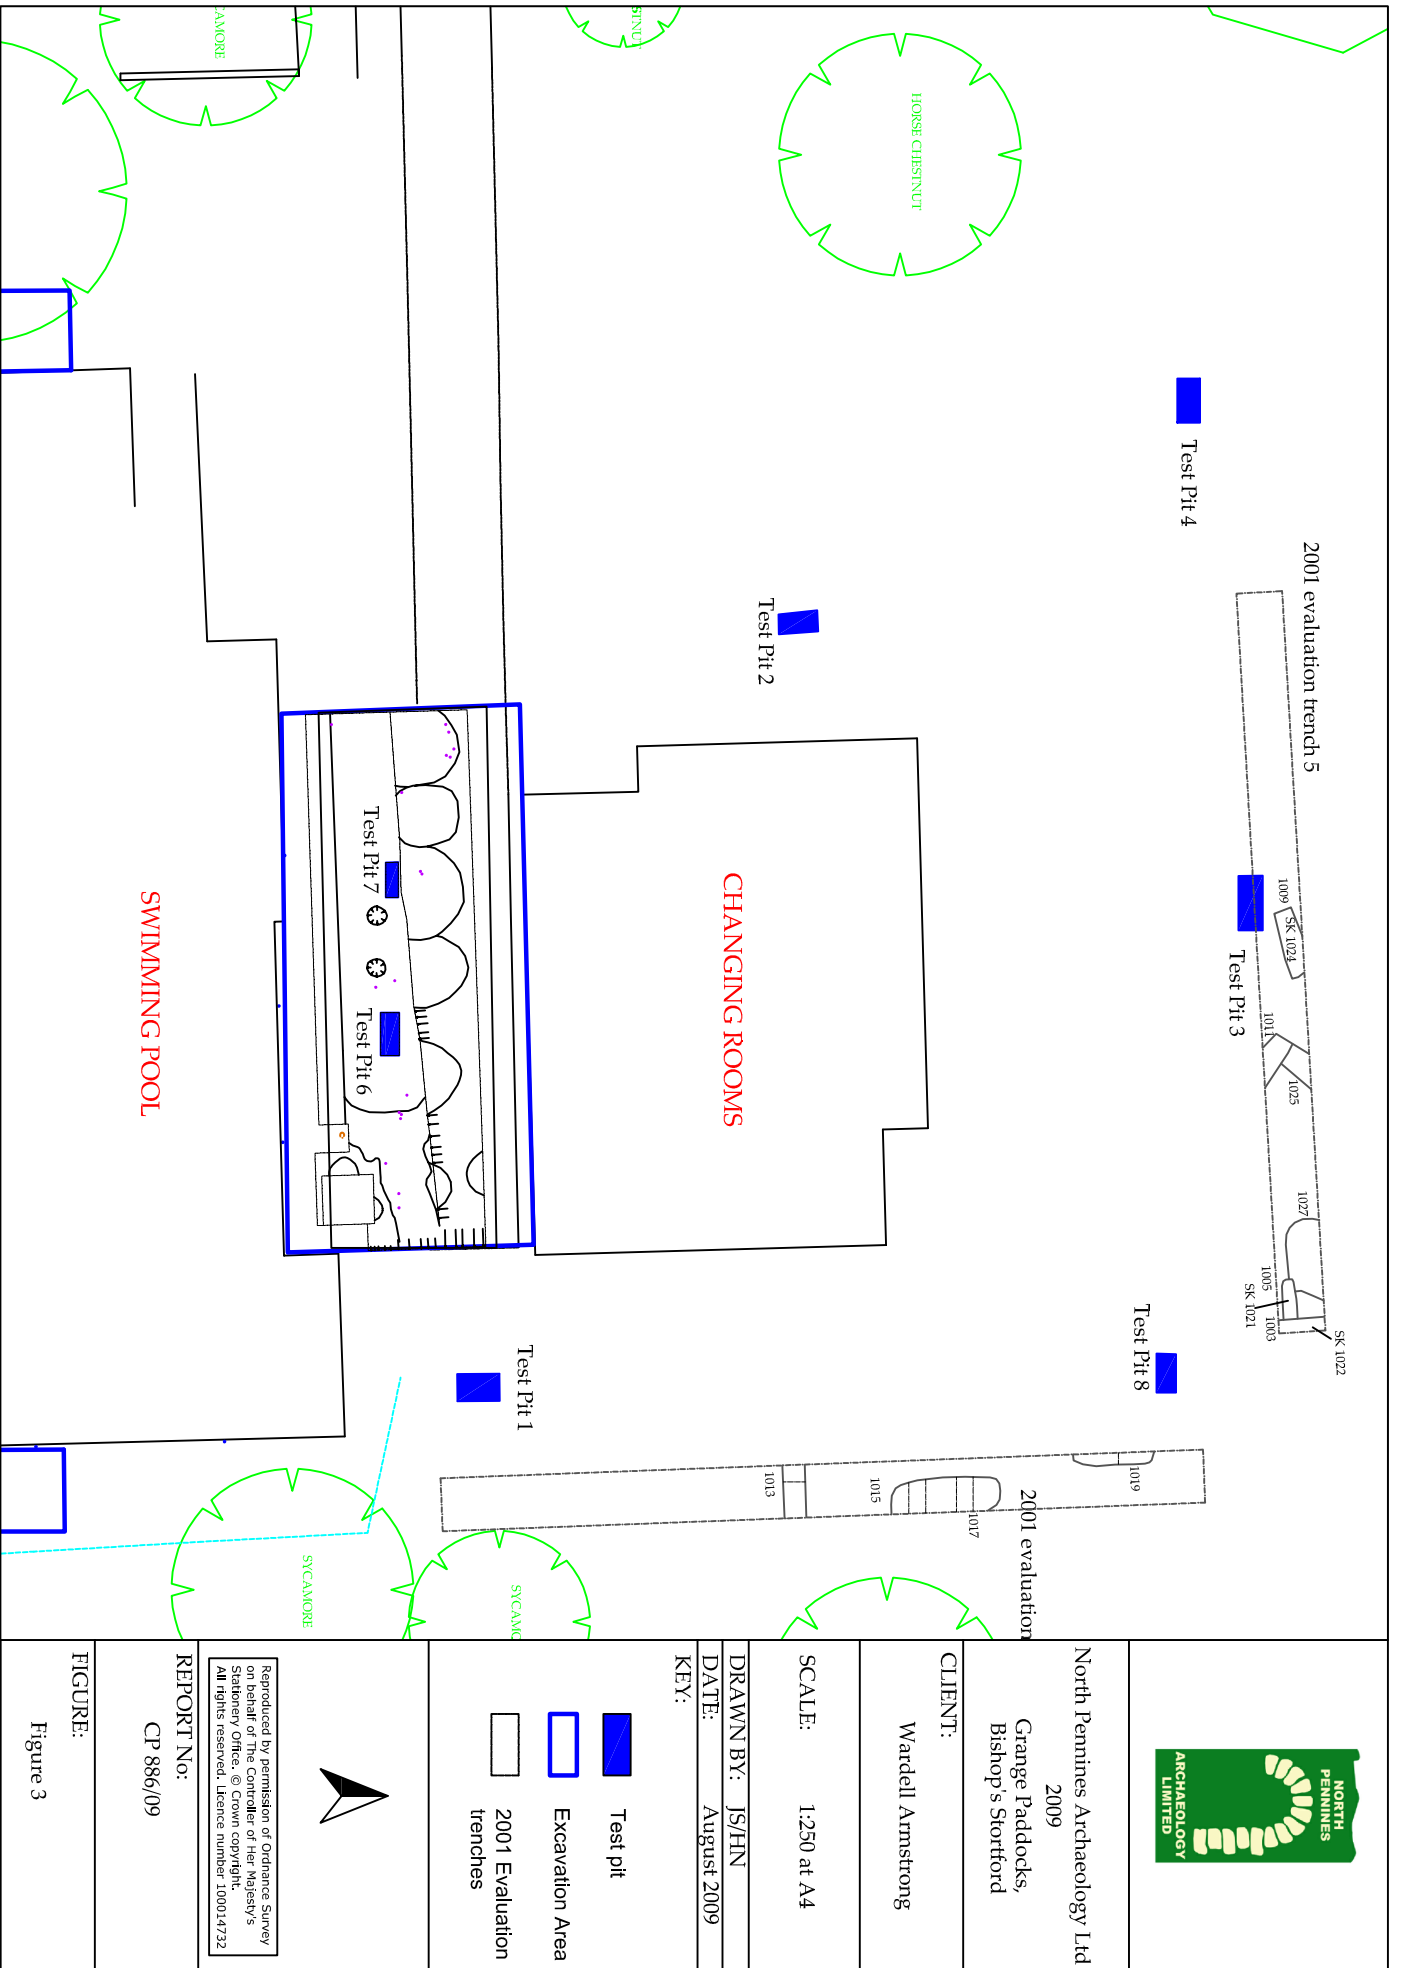 2001 evaluation trench 5
1009
SK 1024
1011
1025
1027
1005
SK 1021
1003
SK 1022
Test Pit 4
Test Pit 3
Test Pit 8
HORSE CHESTNUT
STNUT
CAMORE
Test Pit 2
CHANGING ROOMS
Test Pit 1
1019
2001 evaluation
1017
1015
1013
Test Pit 7
Test Pit 6
SWIMMING POOL
SYCAMORE
SYCAMO
NORTH
PENNINES
ARCHAEOLOGY
LIMITED
North Pennines Archaeology Ltd
2009
Grange Paddocks,
Bishop's Stortford
CLIENT:
Wardell Armstrong
SCALE: 1:250 at A4
DRAWN BY: JS/HN
DATE: August 2009
KEY:
Test pit
Excavation Area
2001 Evaluation
trenches
Reproduced by permission of Ordnance Survey
on behalf of The Controller of Her Majesty's
Stationery Office. © Crown copyright.
All rights reserved. Licence number 100014732
REPORT No:
CP 886/09
FIGURE:
Figure 3